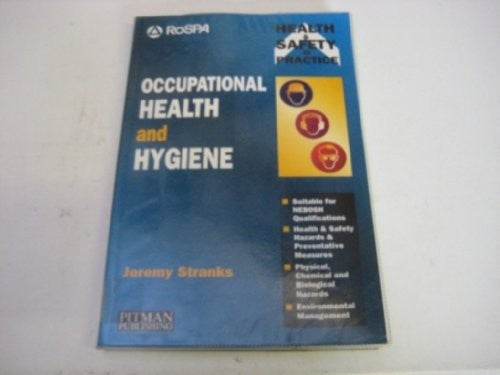 RoSPA
HEALTH
& SAFETY IN
PRACTICE
OCCUPATIONAL
HEALTH
and
HYGIENE
Suitable for
NEBOSH
Qualifications
Health & Safety
Hazards &
Preventative
Measures
Physical,
Chemical and
Biological
Hazards
Environmental
Management
Jeremy Stranks
PITMAN
PUBLISHING